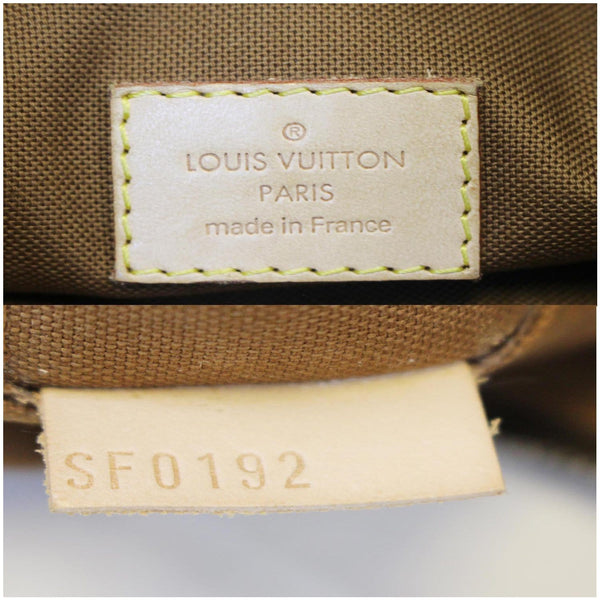 ®
LOUIS VUITTON
PARIS
made in France
SF0192